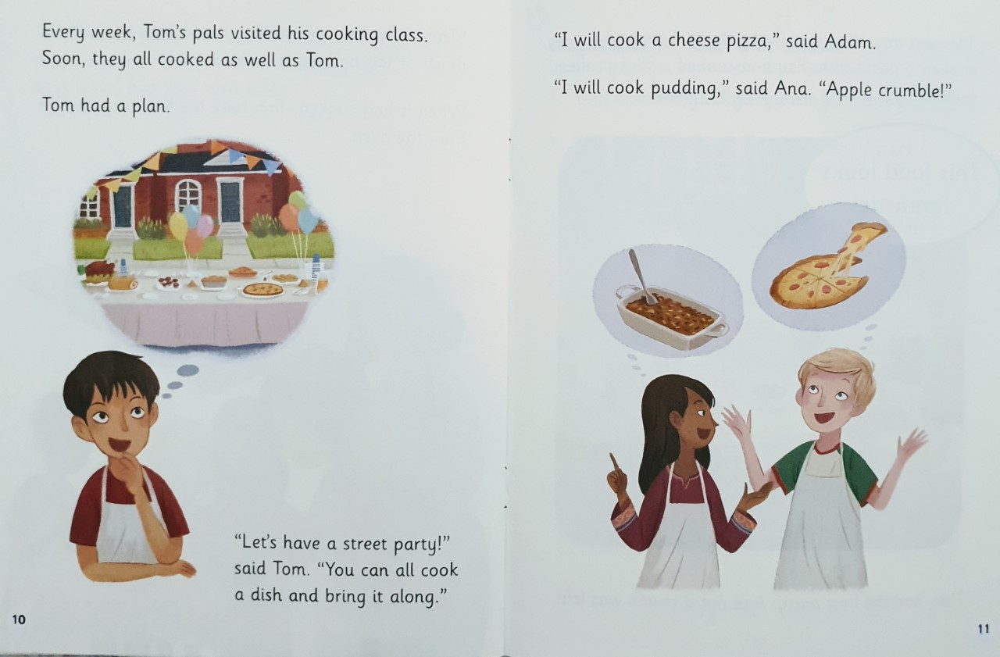 Every week, Tom's pals visited his cooking class.
Soon, they all cooked as well as Tom.
Tom had a plan.
"Let's have a street party!"
said Tom. "You can all cook
a dish and bring it along."
10
"I will cook a cheese pizza," said Adam.
"I will cook pudding," said Ana. "Apple crumble!"
11